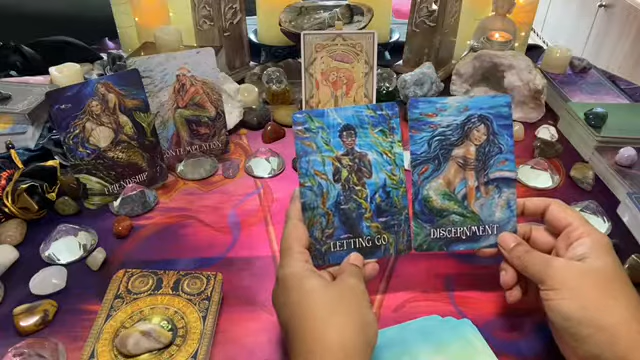 FRIENDSHIP
CONTEMPLATION
LETTING GO
DISCERNMENT